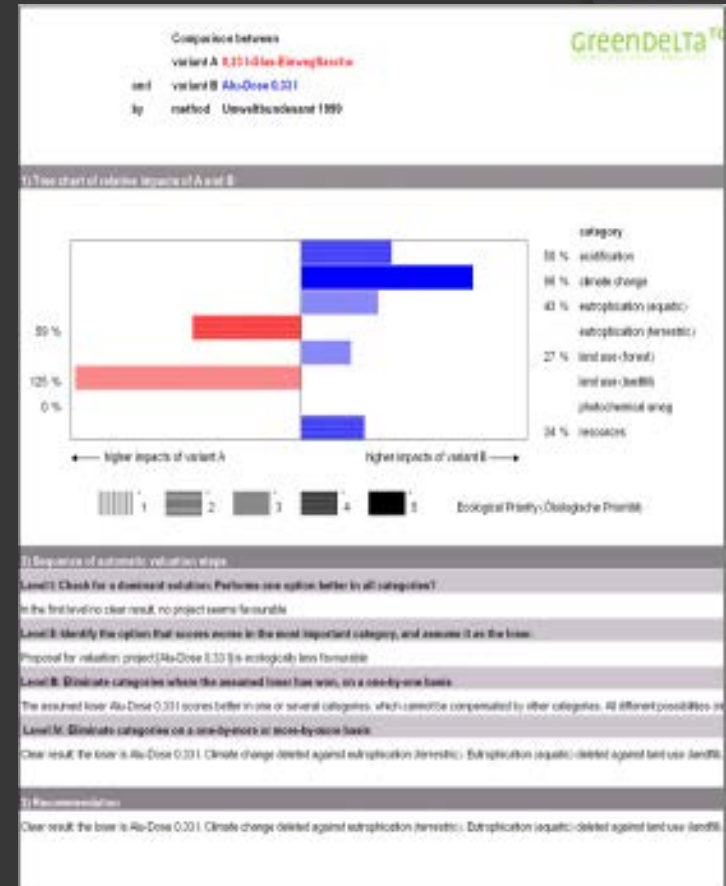 GreenDeLTaTC
Comparison between
variant A 0,33 l-Glas-Einwegflasche
and variant B Alu-Dose 0,33 l
by method Umweltbundesamt 1999
1) Tree chart of relative impacts of A and B
category
acidification
climate change
43 % eutrophication (aquatic)
59 % eutrophication (terrestric)
27 % land use (forest)
125 % land use (landfill)
0 % photochemical smog
34 % resources
higher impacts of variant A higher impacts of variant B
1 2 3 4 5 Ecological Priority (Ökologische Priorität)
2) Sequence of automatic valuation steps
Level I: Check for a dominant solution: Performs one option better in all categories?
In the first level no clear result, no project seems favourable
Level II: Identify the option that scores worse in the most important category, and assume it as the loser.
Proposal for valuation: project [Alu-Dose 0,33 l] is ecologically less favourable
Level III: Eliminate categories where the assumed loser has won, on a one-by-one basis
The assumed loser Alu-Dose 0,33 l scores better in one or several categories, which cannot be compensated by other categories. All different possibilities
Level IV: Eliminate categories on a one-by-more or more-by-more basis
Clear result: the loser is Alu-Dose 0,33 l. Climate change deleted against eutrophication (terrestric). Eutrophication (aquatic) deleted against land use (landfill).
3) Recommendation
Clear result: the loser is Alu-Dose 0,33 l. Climate change deleted against eutrophication (terrestric). Eutrophication (aquatic) deleted against land use (landfill).